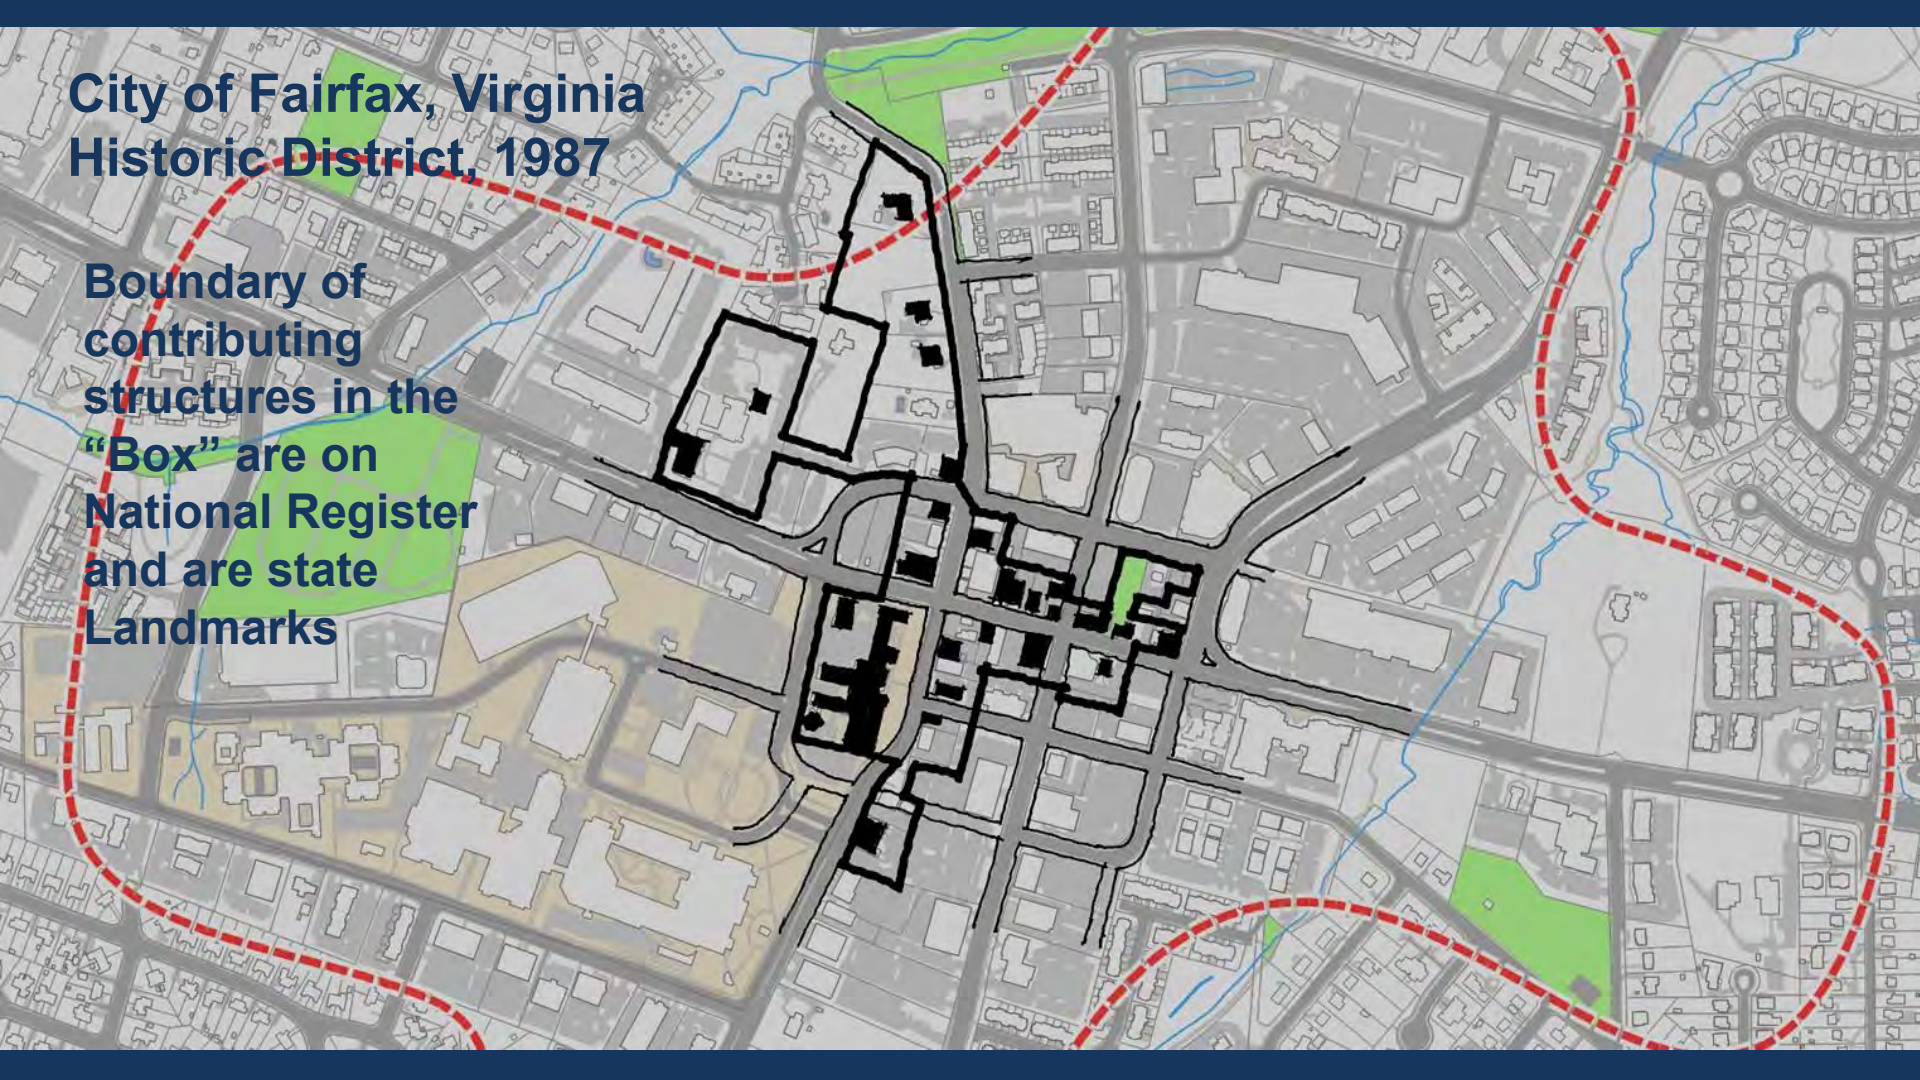 City of Fairfax, Virginia
Historic District, 1987
Boundary of
contributing
structures in the
“Box” are on
National Register
and are state
Landmarks